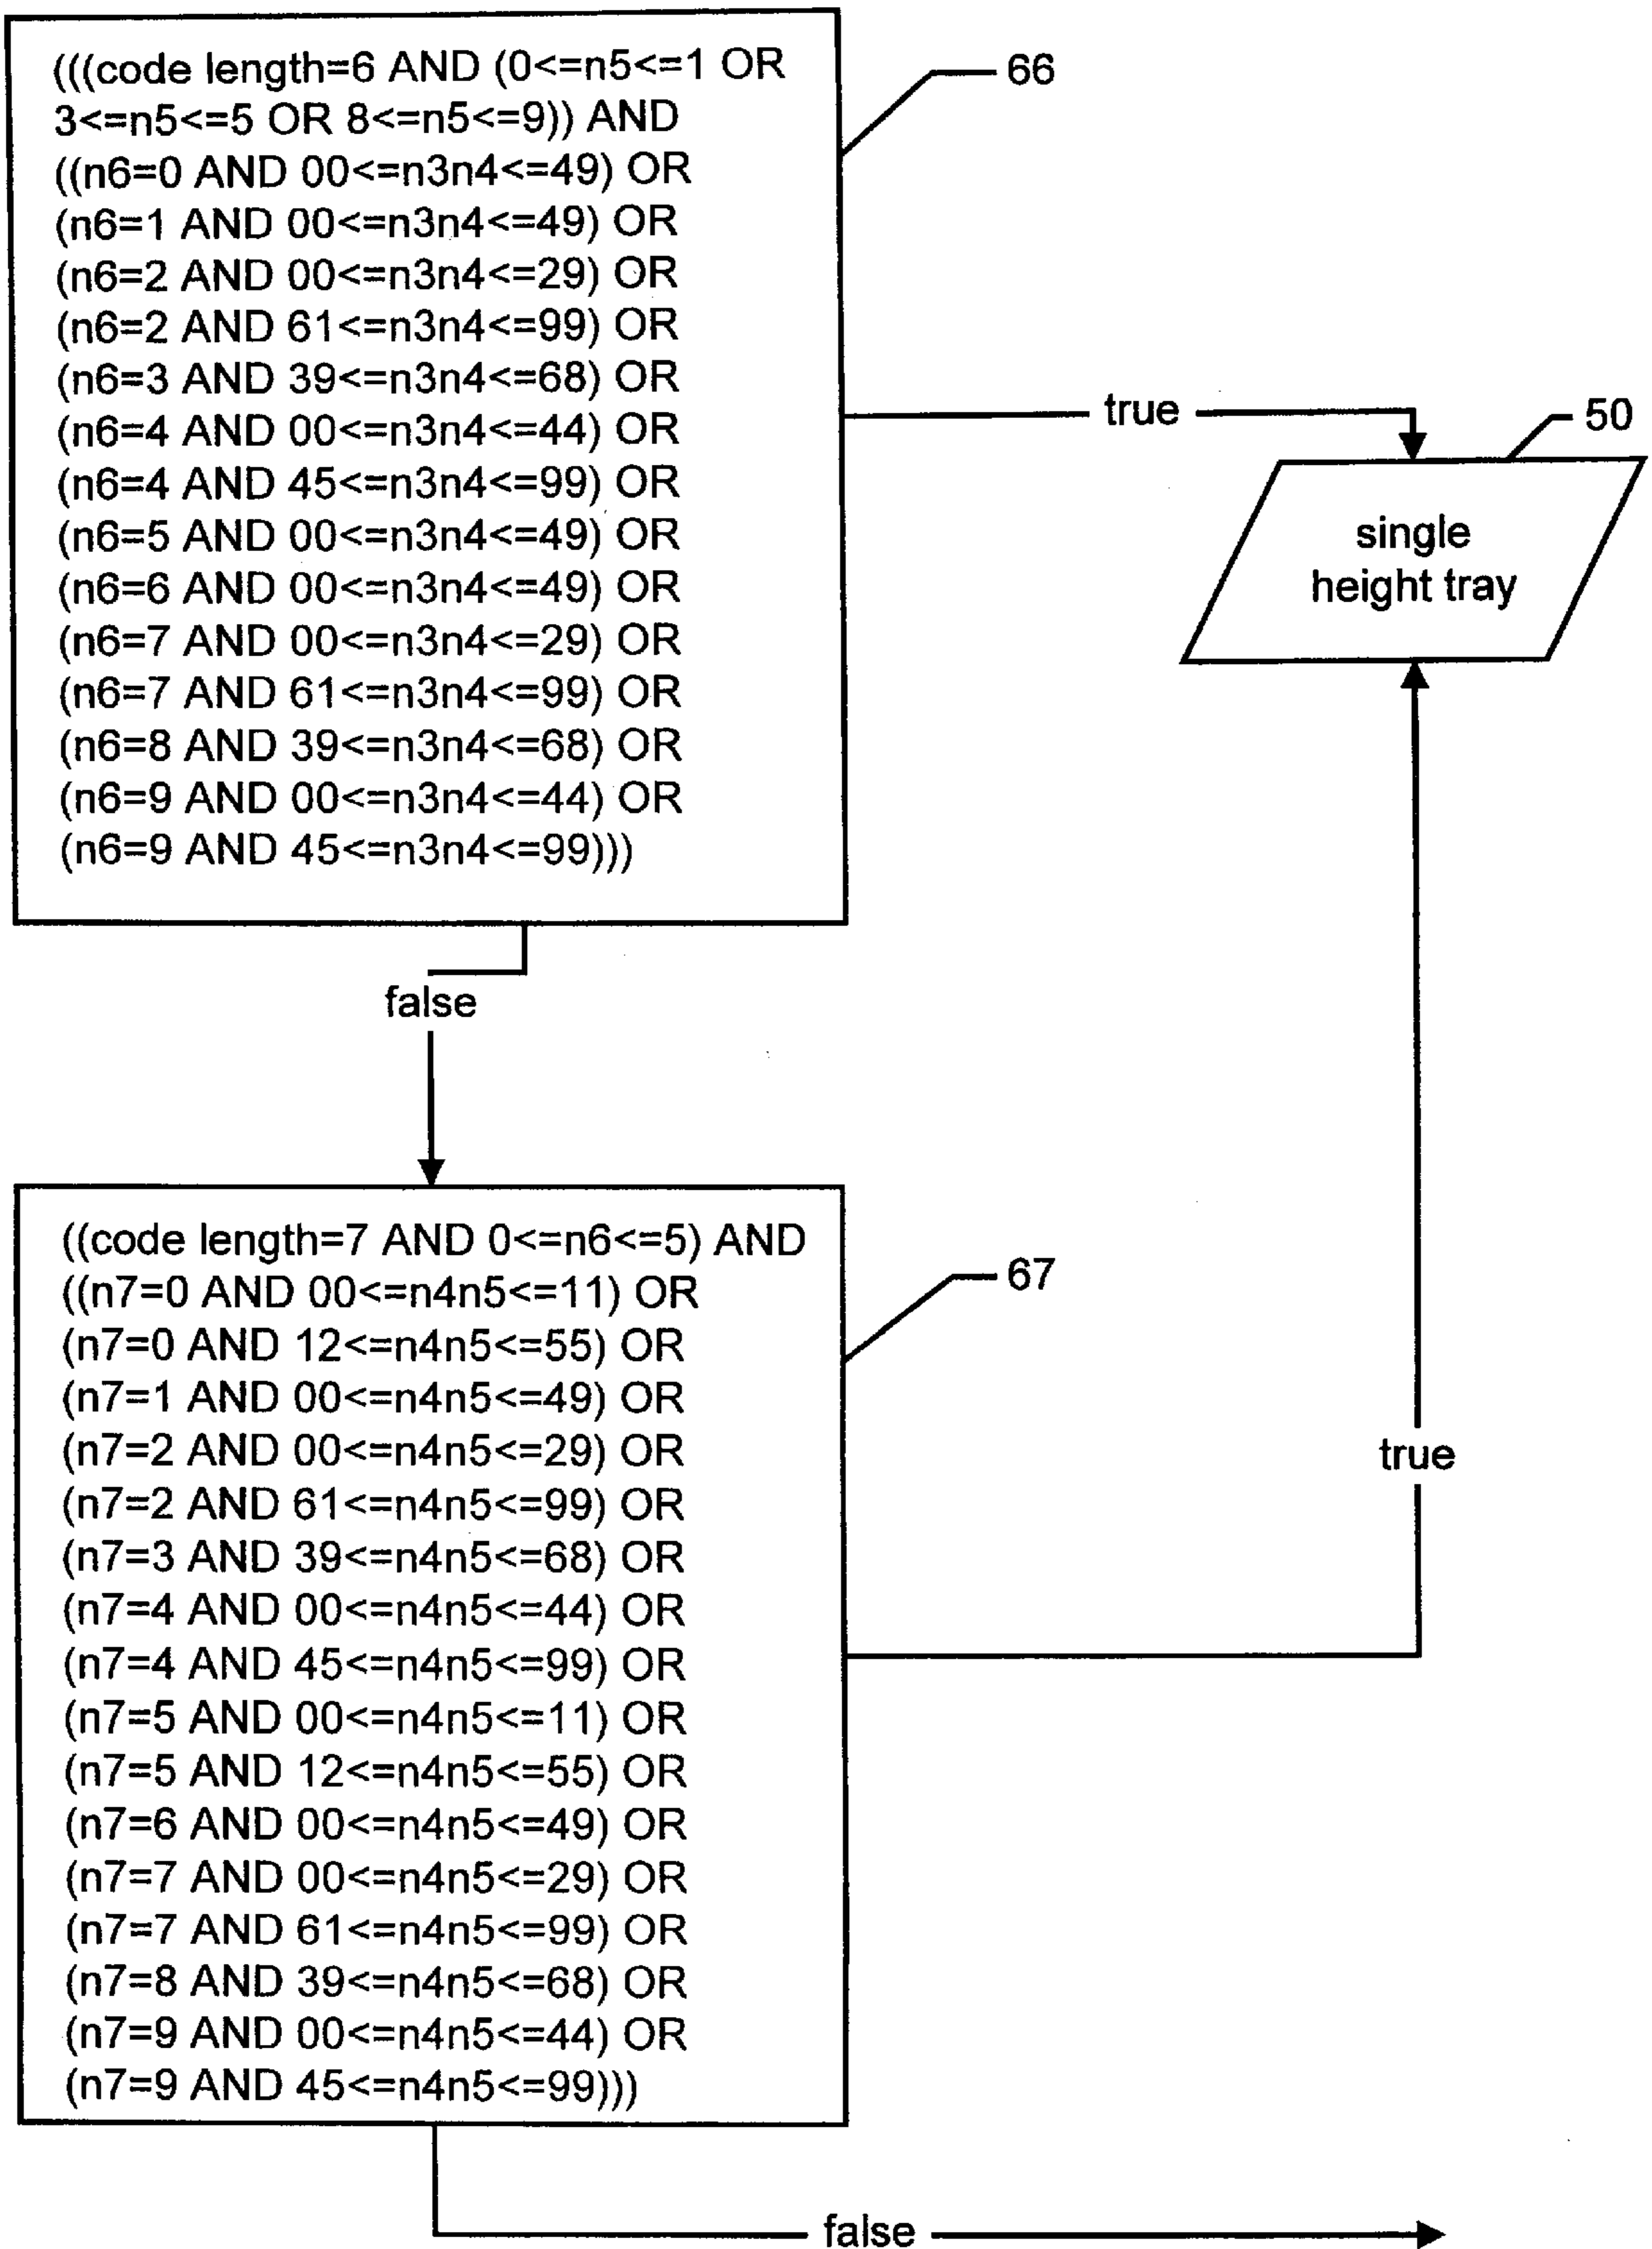 (((code length=6 AND (0<=n5<=1 OR
3<=n5<=5 OR 8<=n5<=9)) AND
((n6=0 AND 00<=n3n4<=49) OR
(n6=1 AND 00<=n3n4<=49) OR
(n6=2 AND 00<=n3n4<=29) OR
(n6=2 AND 61<=n3n4<=99) OR
(n6=3 AND 39<=n3n4<=68) OR
(n6=4 AND 00<=n3n4<=44) OR
(n6=4 AND 45<=n3n4<=99) OR
(n6=5 AND 00<=n3n4<=49) OR
(n6=6 AND 00<=n3n4<=49) OR
(n6=7 AND 00<=n3n4<=29) OR
(n6=7 AND 61<=n3n4<=99) OR
(n6=8 AND 39<=n3n4<=68) OR
(n6=9 AND 00<=n3n4<=44) OR
(n6=9 AND 45<=n3n4<=99)))
66
true
50
single
height tray
false
((code length=7 AND 0<=n6<=5) AND
((n7=0 AND 00<=n4n5<=11) OR
(n7=0 AND 12<=n4n5<=55) OR
(n7=1 AND 00<=n4n5<=49) OR
(n7=2 AND 00<=n4n5<=29) OR
(n7=2 AND 61<=n4n5<=99) OR
(n7=3 AND 39<=n4n5<=68) OR
(n7=4 AND 00<=n4n5<=44) OR
(n7=4 AND 45<=n4n5<=99) OR
(n7=5 AND 00<=n4n5<=11) OR
(n7=5 AND 12<=n4n5<=55) OR
(n7=6 AND 00<=n4n5<=49) OR
(n7=7 AND 00<=n4n5<=29) OR
(n7=7 AND 61<=n4n5<=99) OR
(n7=8 AND 39<=n4n5<=68) OR
(n7=9 AND 00<=n4n5<=44) OR
(n7=9 AND 45<=n4n5<=99)))
67
true
false